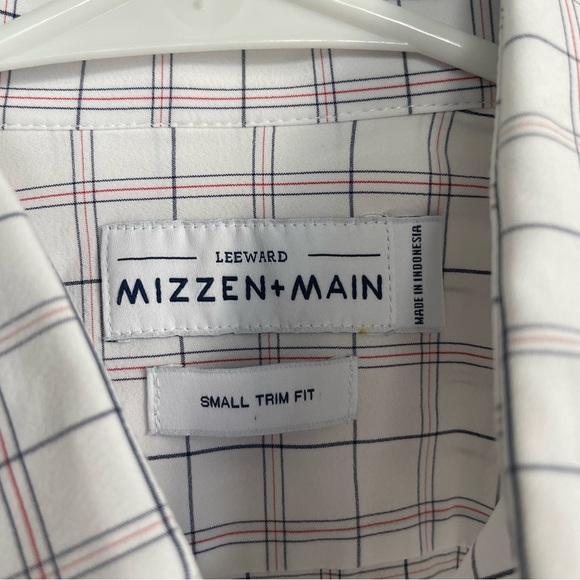 LEEWARD
MIZZEN+MAIN
MADE IN INDONESIA
SMALL TRIM FIT